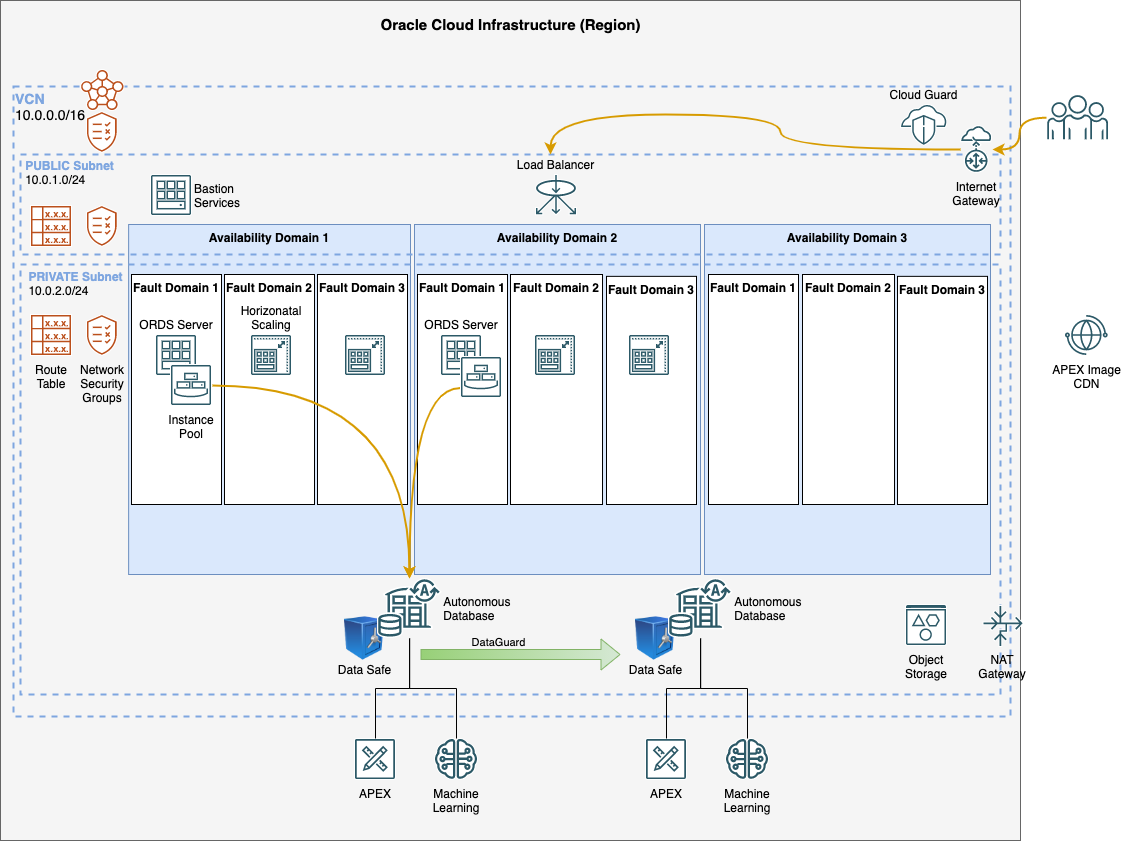 Oracle Cloud Infrastructure (Region)
VCN
10.0.0.0/16
Cloud Guard
PUBLIC Subnet
10.0.1.0/24
Load Balancer
Internet
Gateway
Bastion
Services
x.x.x.
x.x.x.
x.x.x.
Availability Domain 1
Availability Domain 2
Availability Domain 3
PRIVATE Subnet
10.0.2.0/24
Fault Domain 1
Fault Domain 2
Fault Domain 3
Fault Domain 1
Fault Domain 2
Fault Domain 3
Fault Domain 1
Fault Domain 2
Fault Domain 3
ORDS Server
Horizonatal
Scaling
ORDS Server
x.x.x.
x.x.x.
x.x.x.
Route
Table
Network
Security
Groups
Instance
Pool
APEX Image
CDN
A
Autonomous
Database
A
Autonomous
Database
Data Safe
DataGuard
Data Safe
Object
Storage
NAT
Gateway
APEX
Machine
Learning
APEX
Machine
Learning